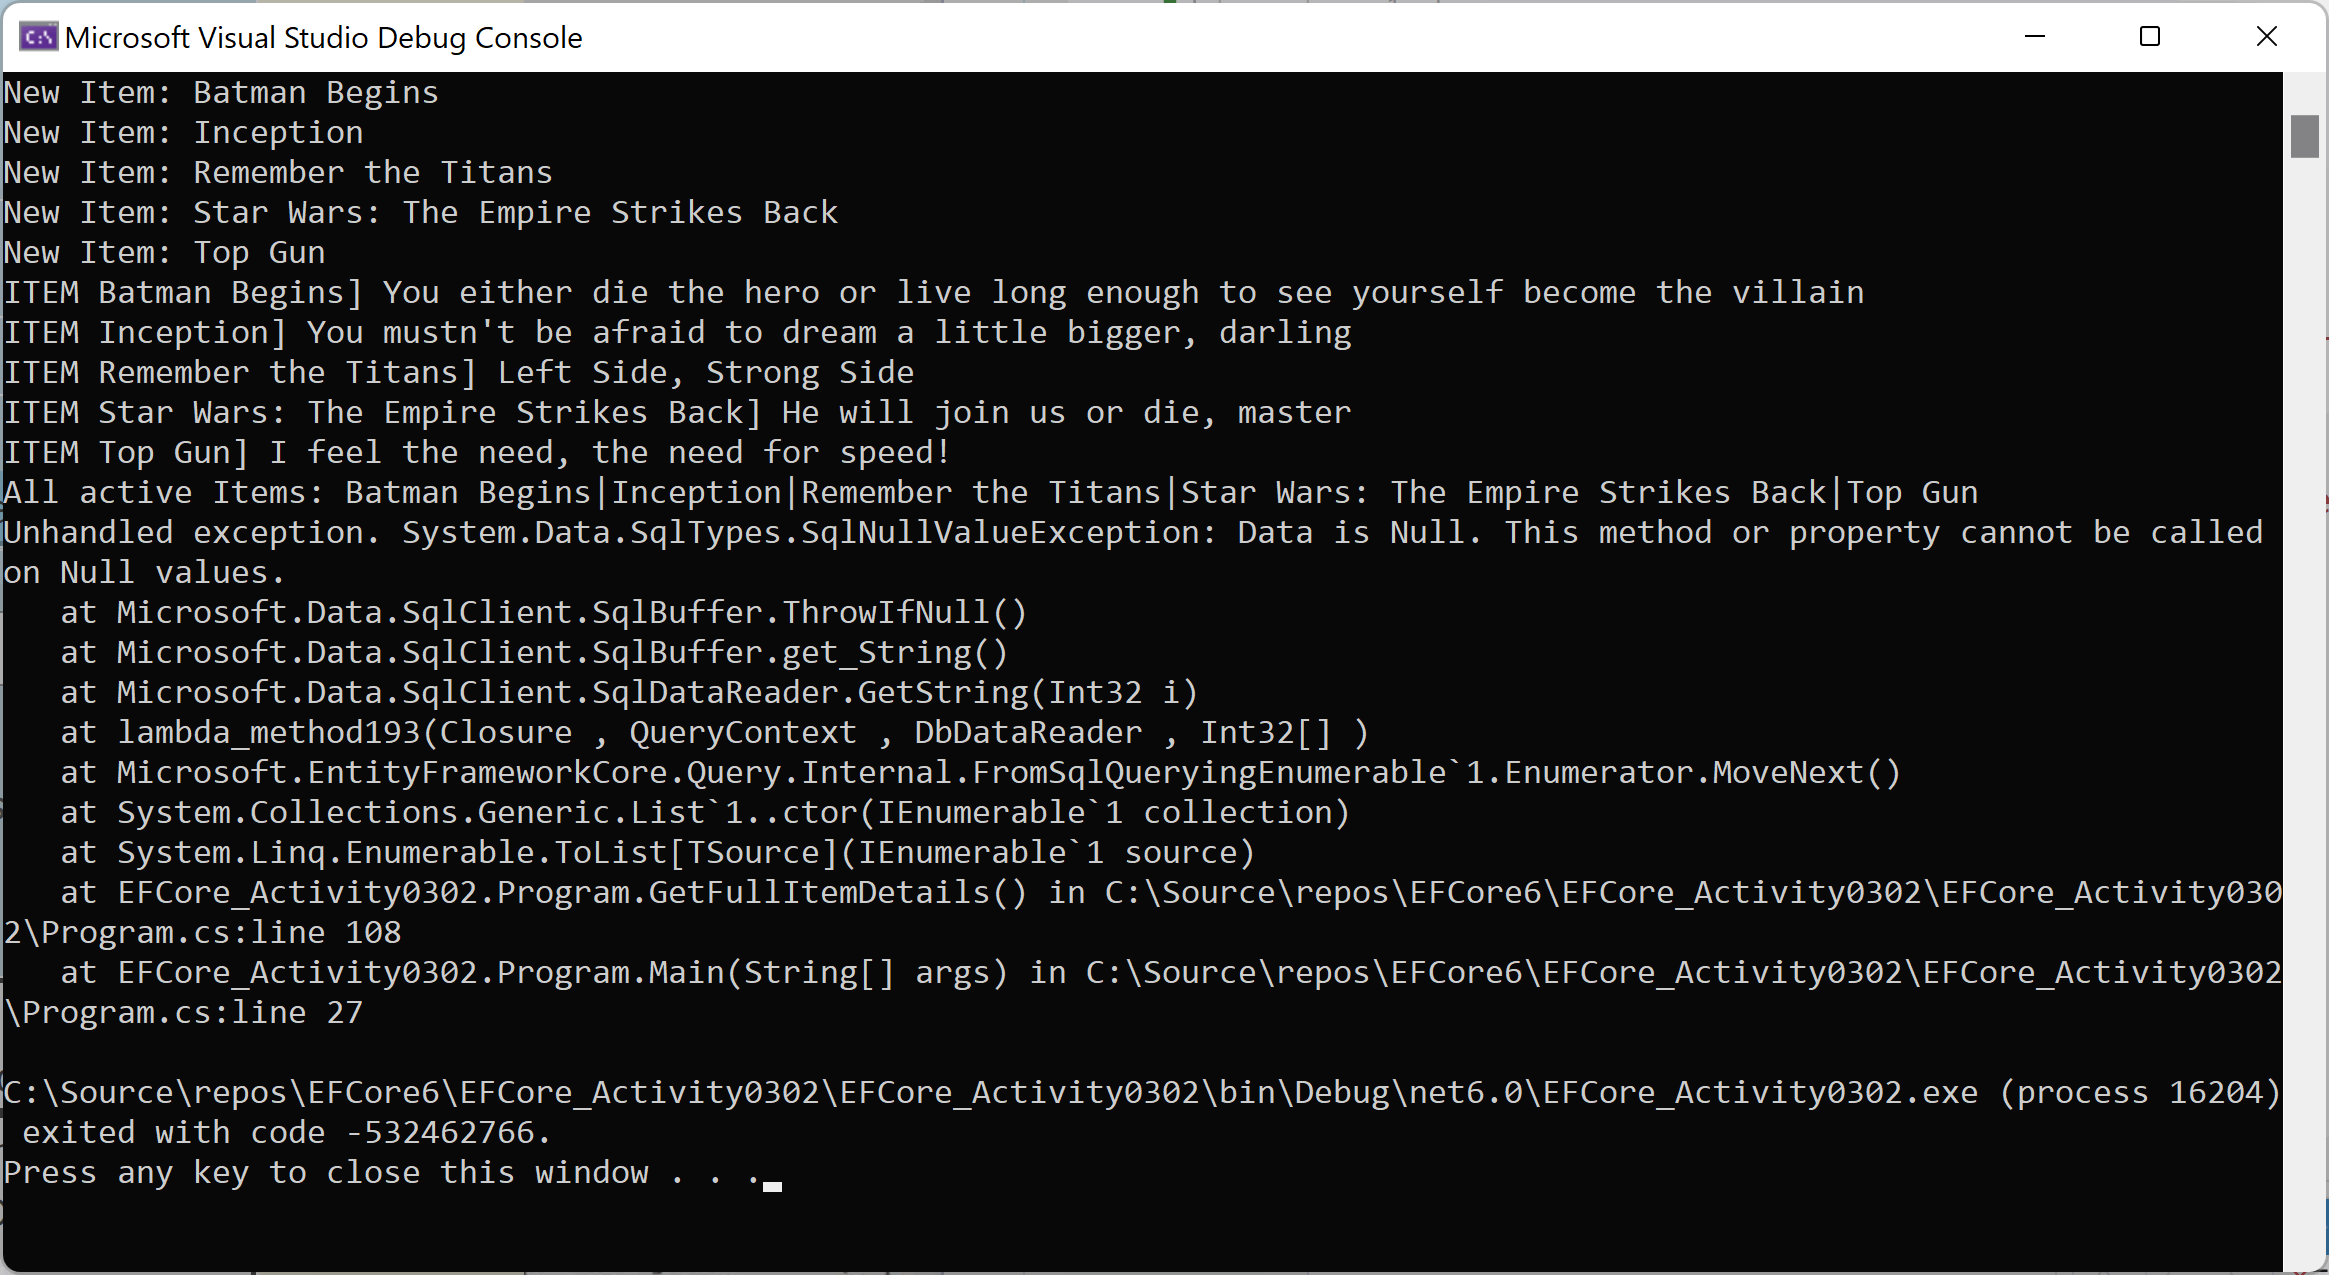 C:\ Microsoft Visual Studio Debug Console
New Item: Batman Begins
New Item: Inception
New Item: Remember the Titans
New Item: Star Wars: The Empire Strikes Back
New Item: Top Gun
ITEM Batman Begins] You either die the hero or live long enough to see yourself become the villain
ITEM Inception] You mustn't be afraid to dream a little bigger, darling
ITEM Remember the Titans] Left Side, Strong Side
ITEM Star Wars: The Empire Strikes Back] He will join us or die, master
ITEM Top Gun] I feel the need, the need for speed!
All active Items: Batman Begins|Inception|Remember the Titans|Star Wars: The Empire Strikes Back|Top Gun
Unhandled exception. System.Data.SqlTypes.SqlNullValueException: Data is Null. This method or property cannot be called
on Null values.
   at Microsoft.Data.SqlClient.SqlBuffer.ThrowIfNull()
   at Microsoft.Data.SqlClient.SqlBuffer.get_String()
   at Microsoft.Data.SqlClient.SqlDataReader.GetString(Int32 i)
   at lambda_method193(Closure , QueryContext , DbDataReader , Int32[] )
   at Microsoft.EntityFrameworkCore.Query.Internal.FromSqlQueryingEnumerable`1.Enumerator.MoveNext()
   at System.Collections.Generic.List`1..ctor(IEnumerable`1 collection)
   at System.Linq.Enumerable.ToList[TSource](IEnumerable`1 source)
   at EFCore_Activity0302.Program.GetFullItemDetails() in C:\Source\repos\EFCore6\EFCore_Activity0302\EFCore_Activity030
2\Program.cs:line 108
   at EFCore_Activity0302.Program.Main(String[] args) in C:\Source\repos\EFCore6\EFCore_Activity0302\EFCore_Activity0302
\Program.cs:line 27
C:\Source\repos\EFCore6\EFCore_Activity0302\EFCore_Activity0302\bin\Debug\net6.0\EFCore_Activity0302.exe (process 16204)
 exited with code -532462766.
Press any key to close this window . . .